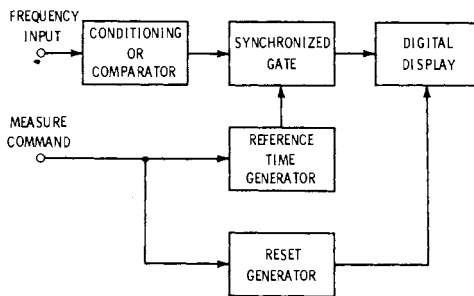 FREQUENCY
INPUT
CONDITIONING
OR
COMPARATOR
SYNCHRONIZED
GATE
DIGITAL
DISPLAY
MEASURE
COMMAND
REFERENCE
TIME
GENERATOR
RESET
GENERATOR